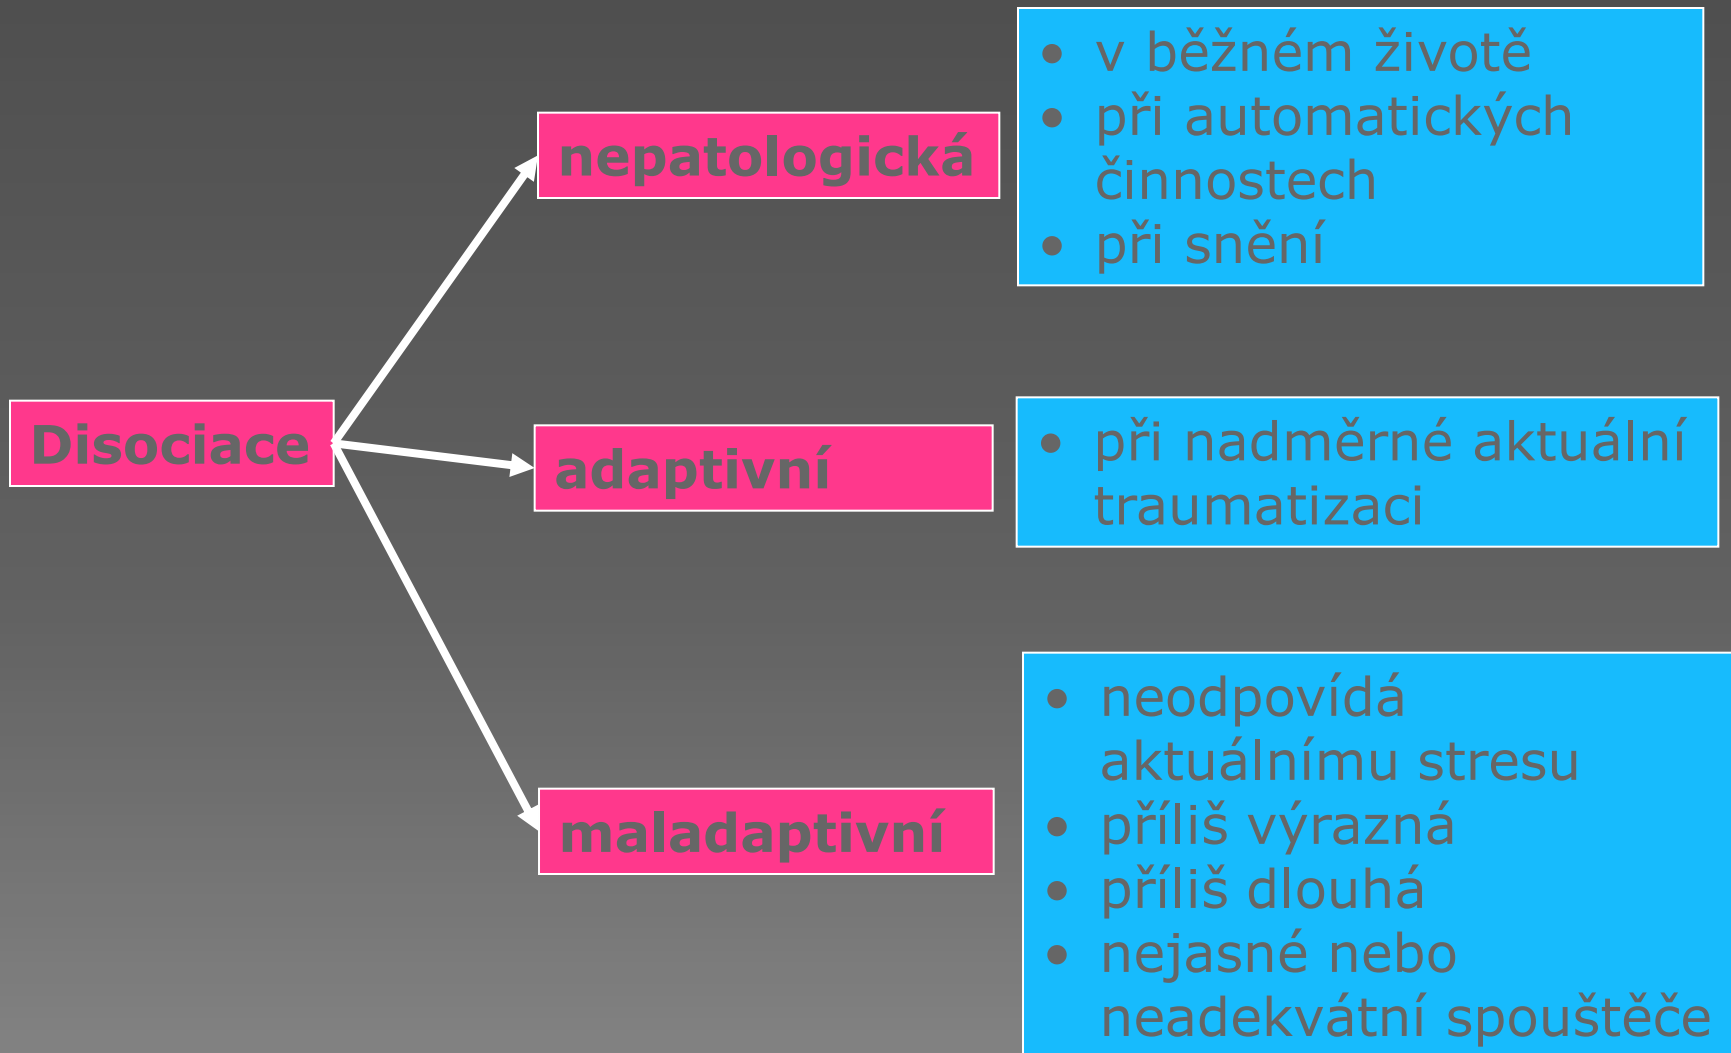 Disociace
nepatologická
• v běžném životě
• při automatických
činnostech
• při snění
adaptivní
• při nadměrné aktuální
traumatizaci
maladaptivní
• neodpovídá
aktuálnímu stresu
• příliš výrazná
• příliš dlouhá
• nejasné nebo
neadekvátní spouštěče